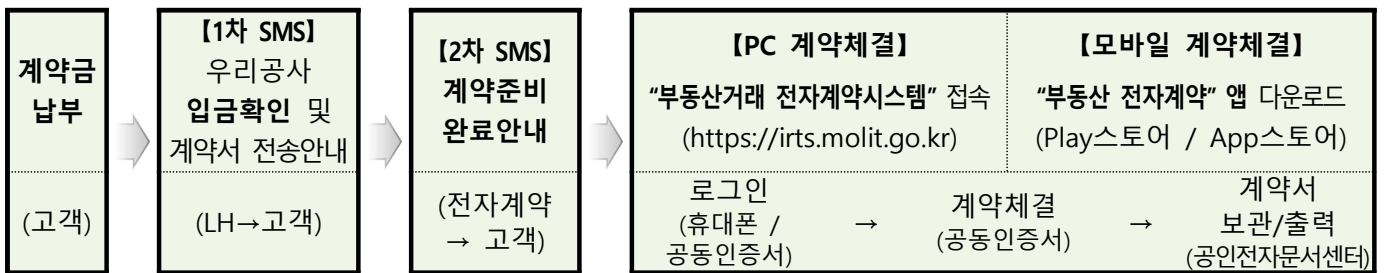 계약금
납부
(고객)
【1차 SMS】
우리공사
입금확인 및
계약서 전송안내
(LH→고객)
【2차 SMS】
계약준비
완료안내
(전자계약
→ 고객)
【PC 계약체결】
“부동산거래 전자계약시스템” 접속
(https://irts.molit.go.kr)
【모바일 계약체결】
“부동산 전자계약” 앱 다운로드
(Play스토어 / App스토어)
로그인
(휴대폰 /
공동인증서)
→
계약체결
(공동인증서)
→
계약서
보관/출력
(공인전자문서센터)